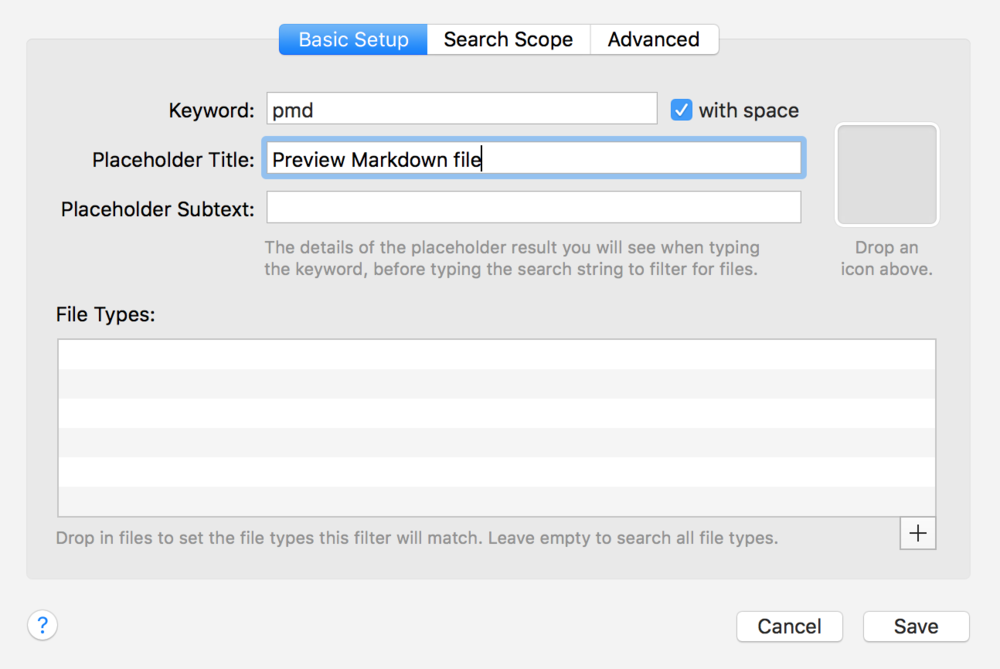 Basic Setup Search Scope Advanced
Keyword: pmd with space
Placeholder Title: Preview Markdown file
Placeholder Subtext:
The details of the placeholder result you will see when typing
the keyword, before typing the search string to filter for files.
Drop an
icon above.
File Types:
Drop in files to set the file types this filter will match. Leave empty to search all file types.
+
? Cancel Save